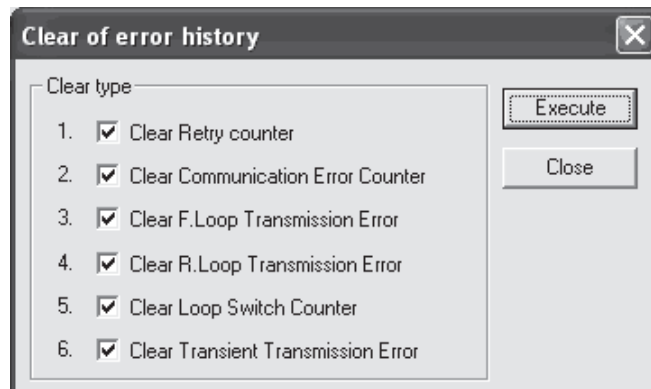 Clear of error history
Clear type
1. Clear Retry counter
2. Clear Communication Error Counter
3. Clear F.Loop Transmission Error
4. Clear R.Loop Transmission Error
5. Clear Loop Switch Counter
6. Clear Transient Transmission Error
Execute
Close